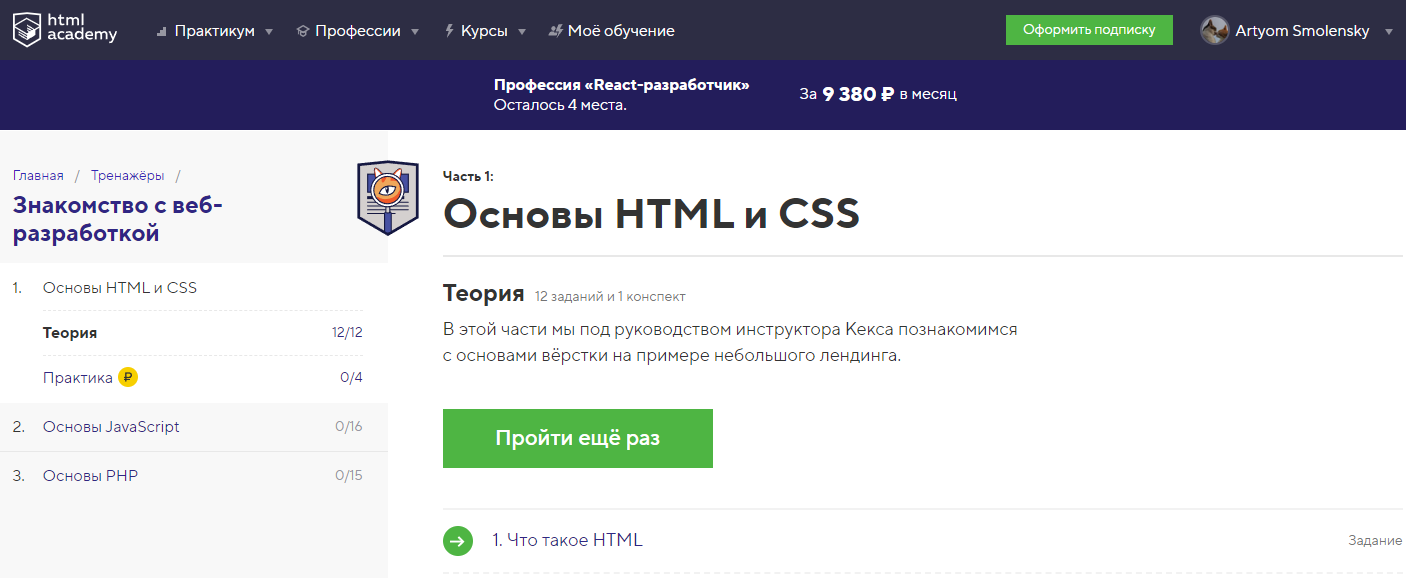 html
academy
Практикум
Профессии
Курсы
Моё обучение
Оформить подписку
Artyom Smolensky
Профессия «React-разработчик»
Осталось 4 места.
За 9 380 ₽ в месяц
Главная / Тренажёры /
Знакомство с веб-
разработкой
1. Основы HTML и CSS
Теория 12/12
Практика ₽ 0/4
2. Основы JavaScript 0/16
3. Основы PHP 0/15
Часть 1:
Основы HTML и CSS
Теория 12 заданий и 1 конспект
В этой части мы под руководством инструктора Кекса познакомимся
с основами вёрстки на примере небольшого лендинга.
Пройти ещё раз
1. Что такое HTML Задание